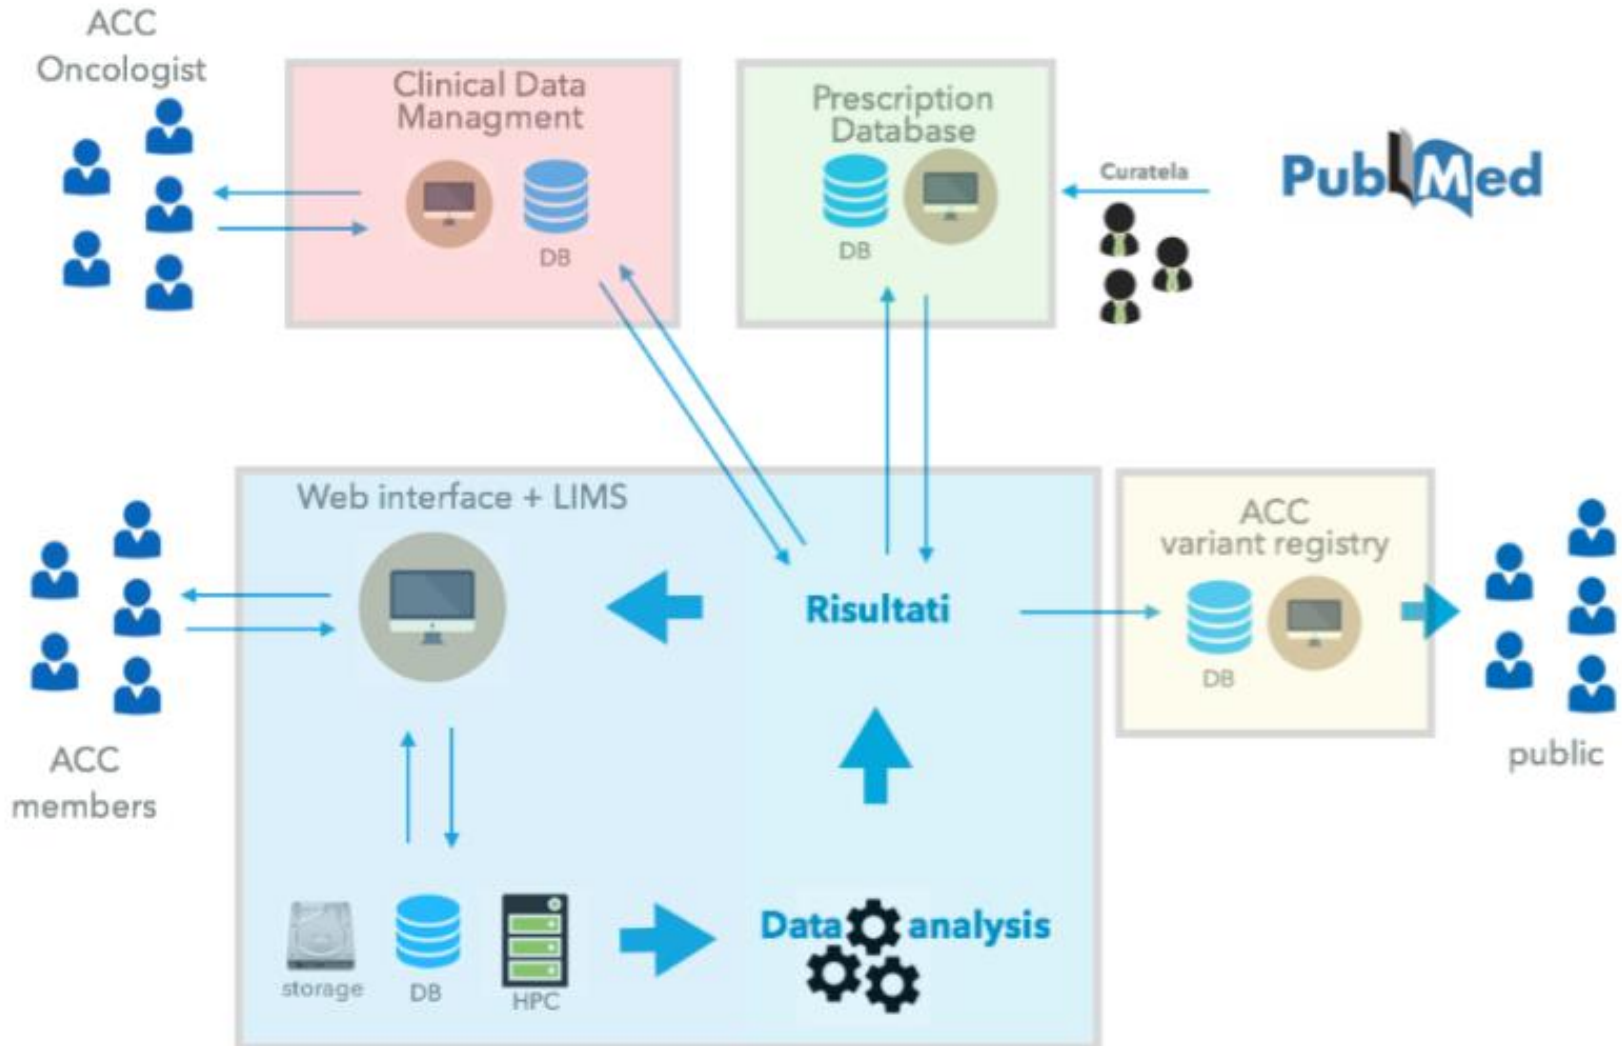 ACC
Oncologist
Clinical Data
Managment
DB
Prescription
Database
DB
Curatela
PubMed
Web interface + LIMS
ACC
members
Risultati
ACC
variant registry
DB
public
storage
DB
HPC
Data analysis